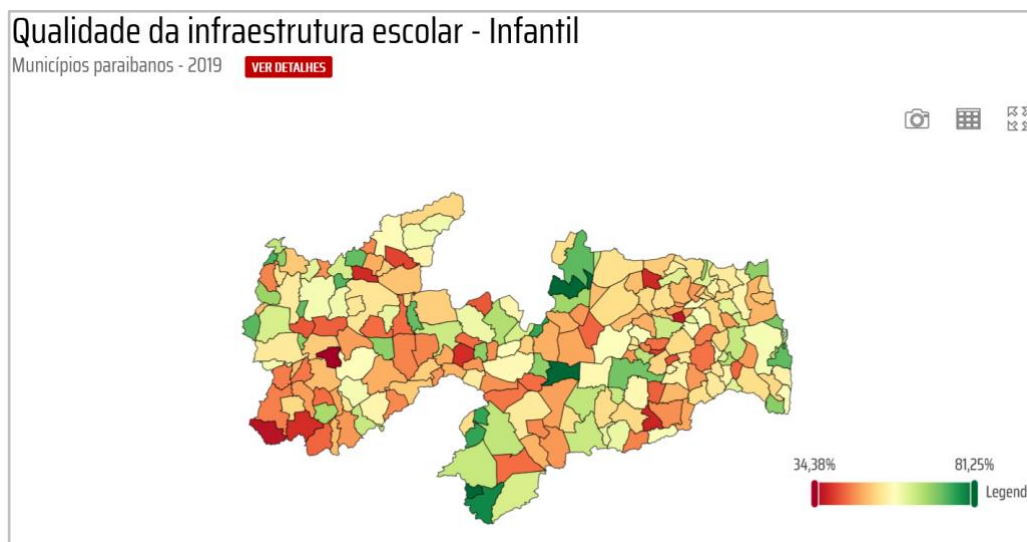 Qualidade da infraestrutura escolar - Infantil
Municípios paraibanos - 2019 VER DETALHES
34,38% 81,25%
Legend